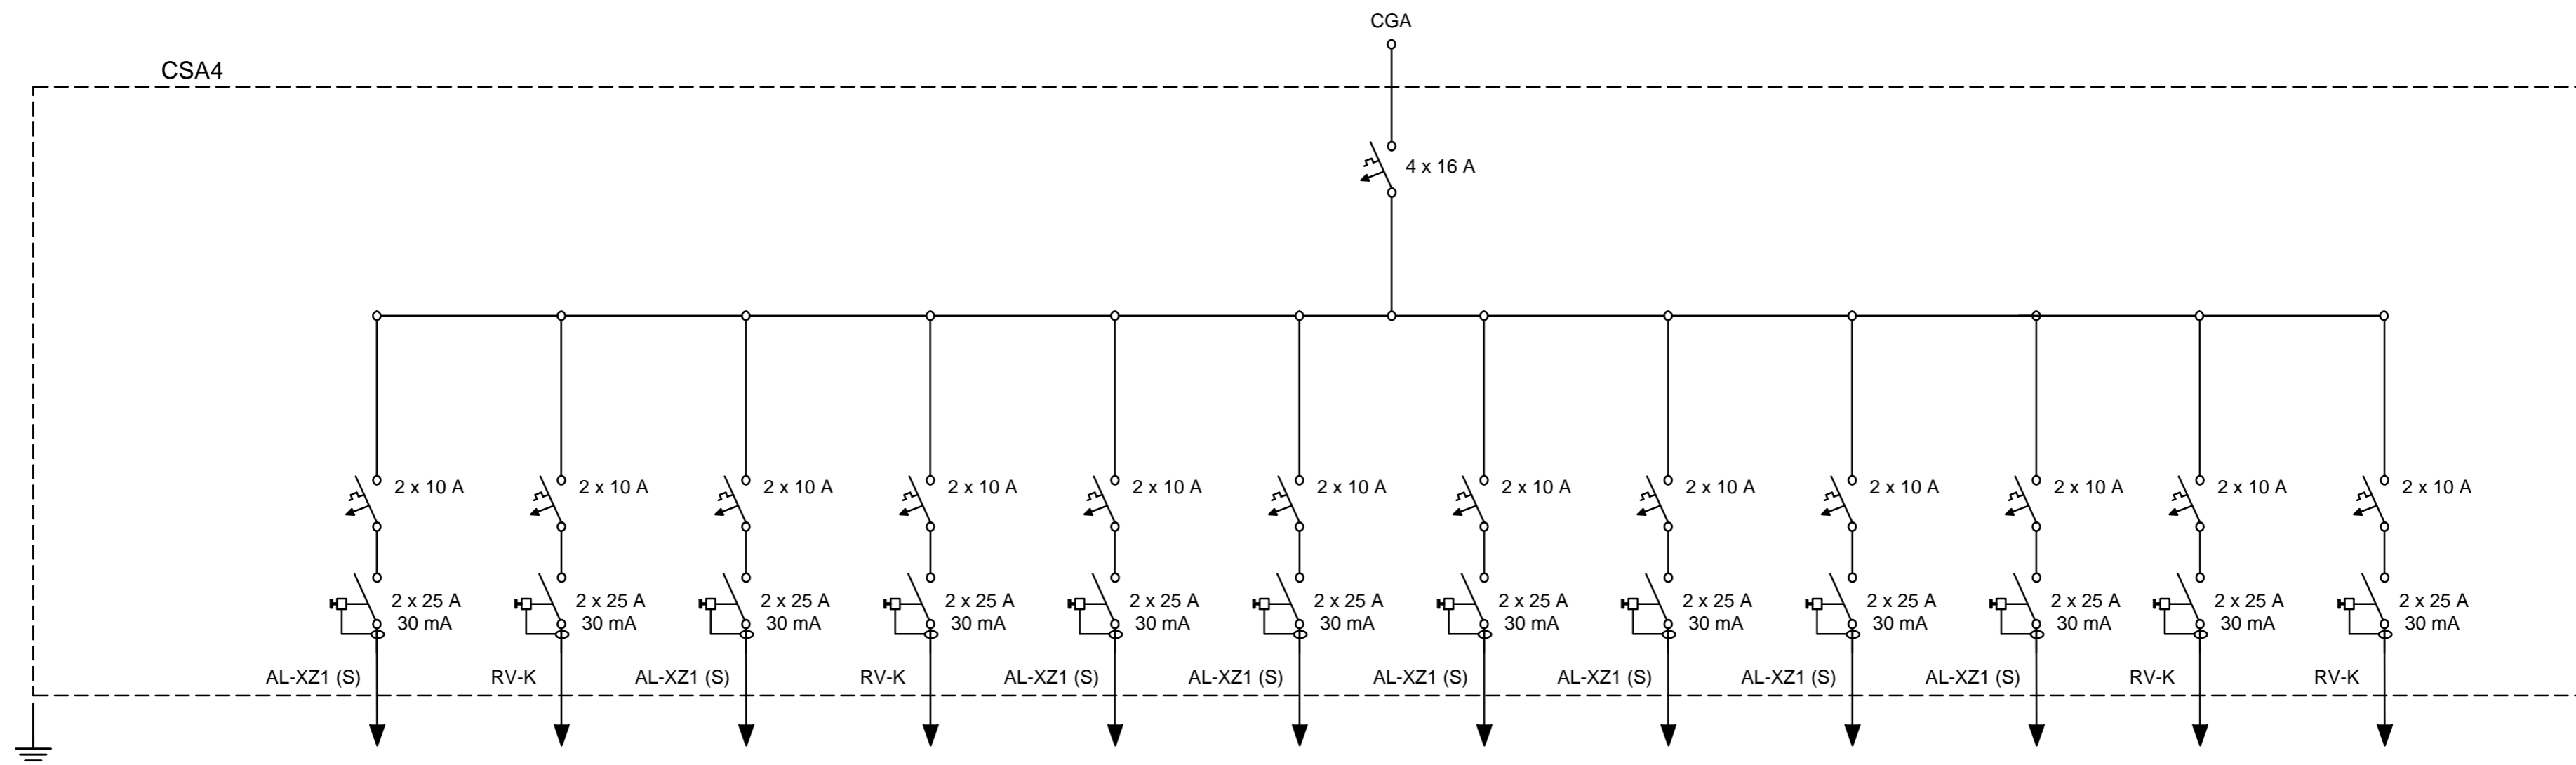 CGA
CSA4
4 x 16 A
2 x 10 A 2 x 10 A 2 x 10 A 2 x 10 A 2 x 10 A 2 x 10 A 2 x 10 A 2 x 10 A 2 x 10 A 2 x 10 A 2 x 10 A 2 x 10 A
2 x 25 A 2 x 25 A 2 x 25 A 2 x 25 A 2 x 25 A 2 x 25 A 2 x 25 A 2 x 25 A 2 x 25 A 2 x 25 A 2 x 25 A 2 x 25 A
30 mA 30 mA 30 mA 30 mA 30 mA 30 mA 30 mA 30 mA 30 mA 30 mA 30 mA 30 mA
AL-XZ1 (S) RV-K AL-XZ1 (S) RV-K AL-XZ1 (S) AL-XZ1 (S) AL-XZ1 (S) AL-XZ1 (S) AL-XZ1 (S) AL-XZ1 (S) RV-K RV-K